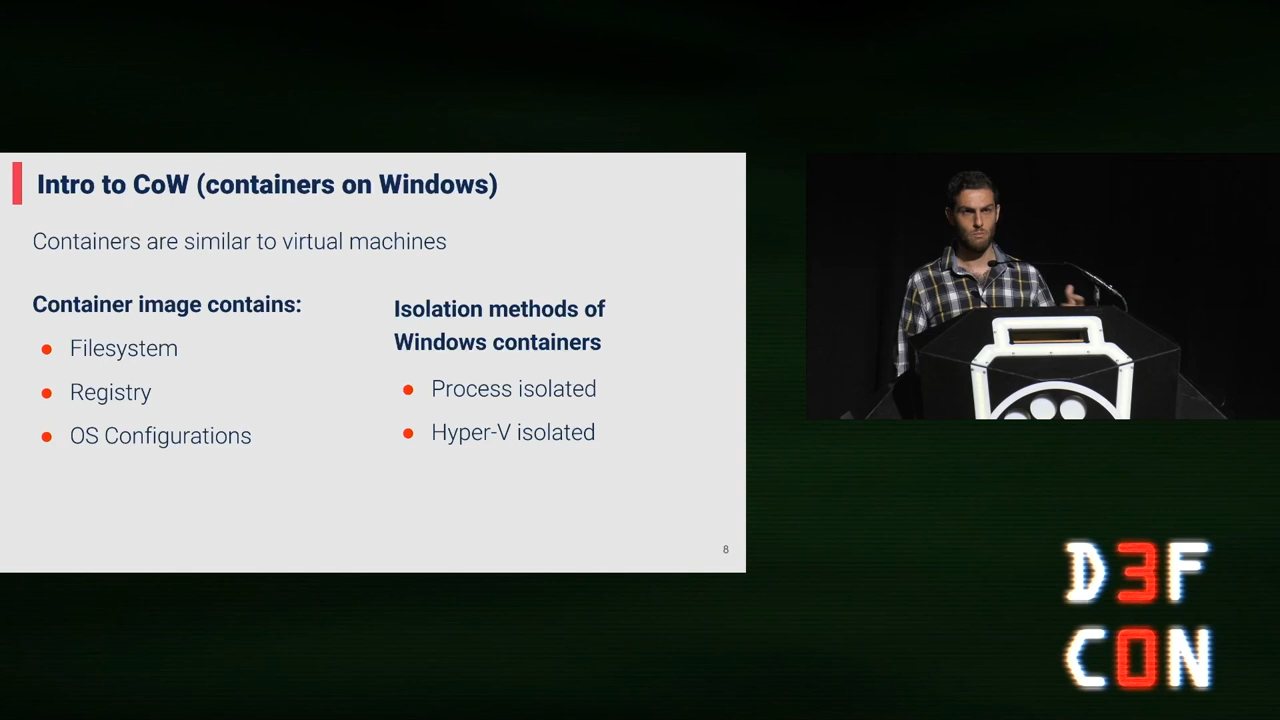 Intro to CoW (containers on Windows)
Containers are similar to virtual machines
Container image contains:
Filesystem
Registry
OS Configurations
Isolation methods of
Windows containers
Process isolated
Hyper-V isolated
8
D3F
C0N